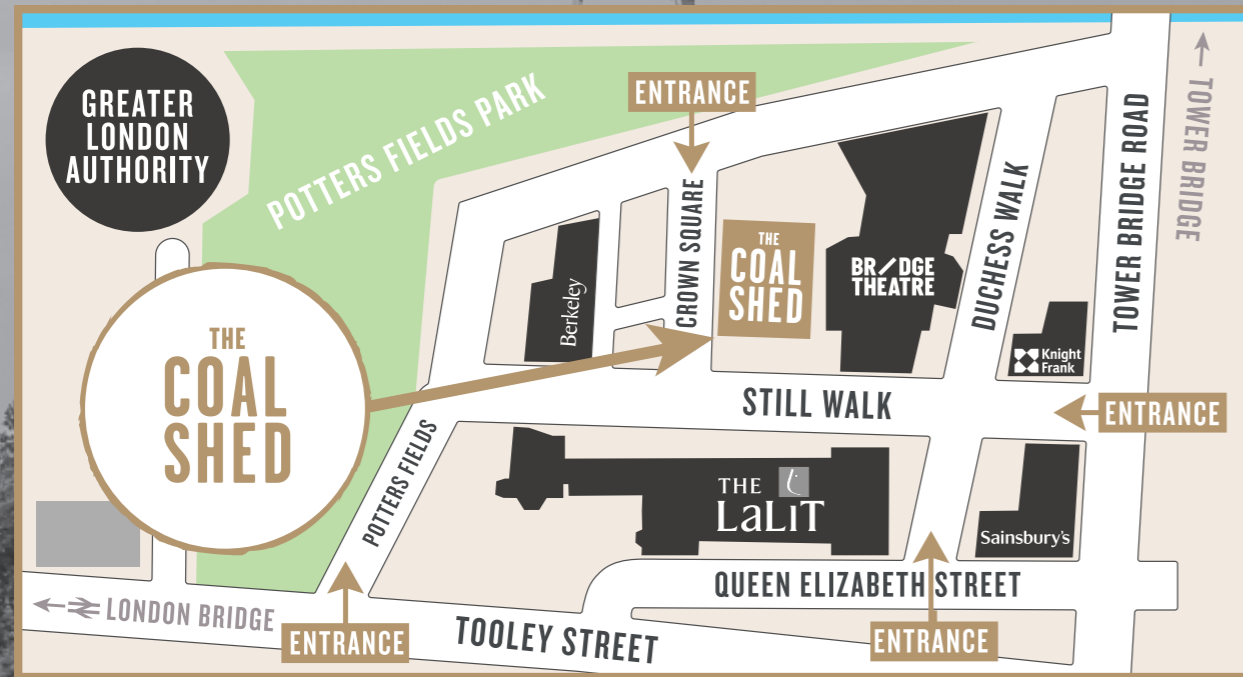 GREATER
LONDON
AUTHORITY
POTTERS FIELDS PARK
ENTRANCE
TOWER BRIDGE
TOWER BRIDGE ROAD
DUCHESS WALK
CROWN SQUARE
THE
COAL
SHED
BR/DGE
THEATRE
Berkeley
Knight
Frank
THE
COAL
SHED
STILL WALK
ENTRANCE
POTTERS FIELDS
THE
LaLiT
Sainsbury's
QUEEN ELIZABETH STREET
LONDON BRIDGE
ENTRANCE
TOOLEY STREET
ENTRANCE